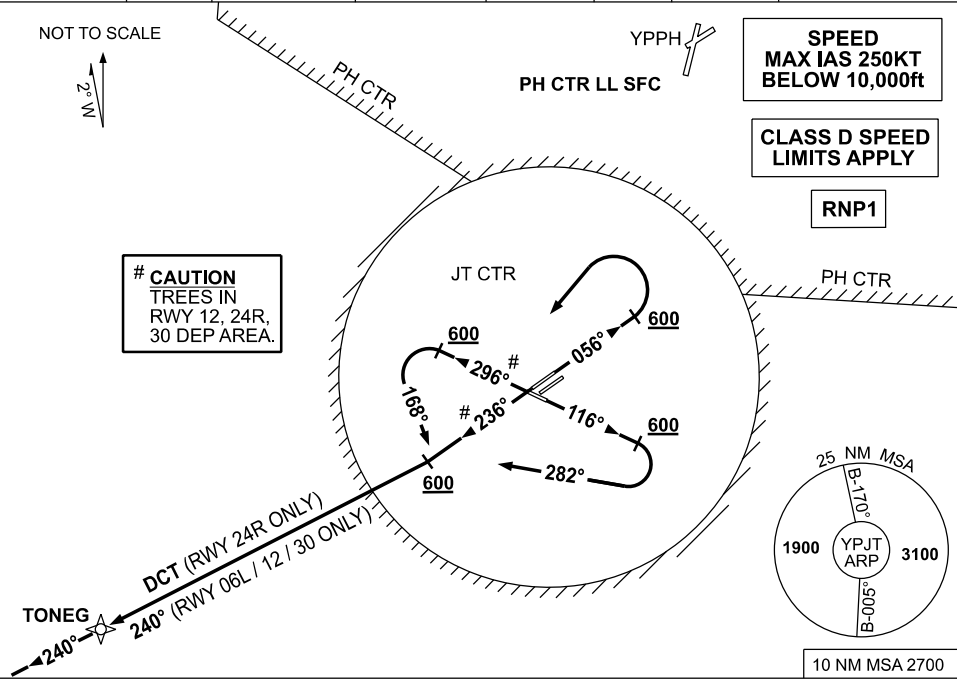 NOT TO SCALE
2° W
PH CTR
YPPH
PH CTR LL SFC
SPEED
MAX IAS 250KT
BELOW 10,000ft
CLASS D SPEED
LIMITS APPLY
RNP1
# CAUTION
TREES IN
RWY 12, 24R,
30 DEP AREA.
JT CTR
PH CTR
600
056°
600
#
296°
168°
#
236°
116°
600
282°
600
DCT (RWY 24R ONLY)
240° (RWY 06L / 12 / 30 ONLY)
TONEG
240°
25 NM MSA
B-170°
1900
YPJT
ARP
3100
B-005°
10 NM MSA 2700